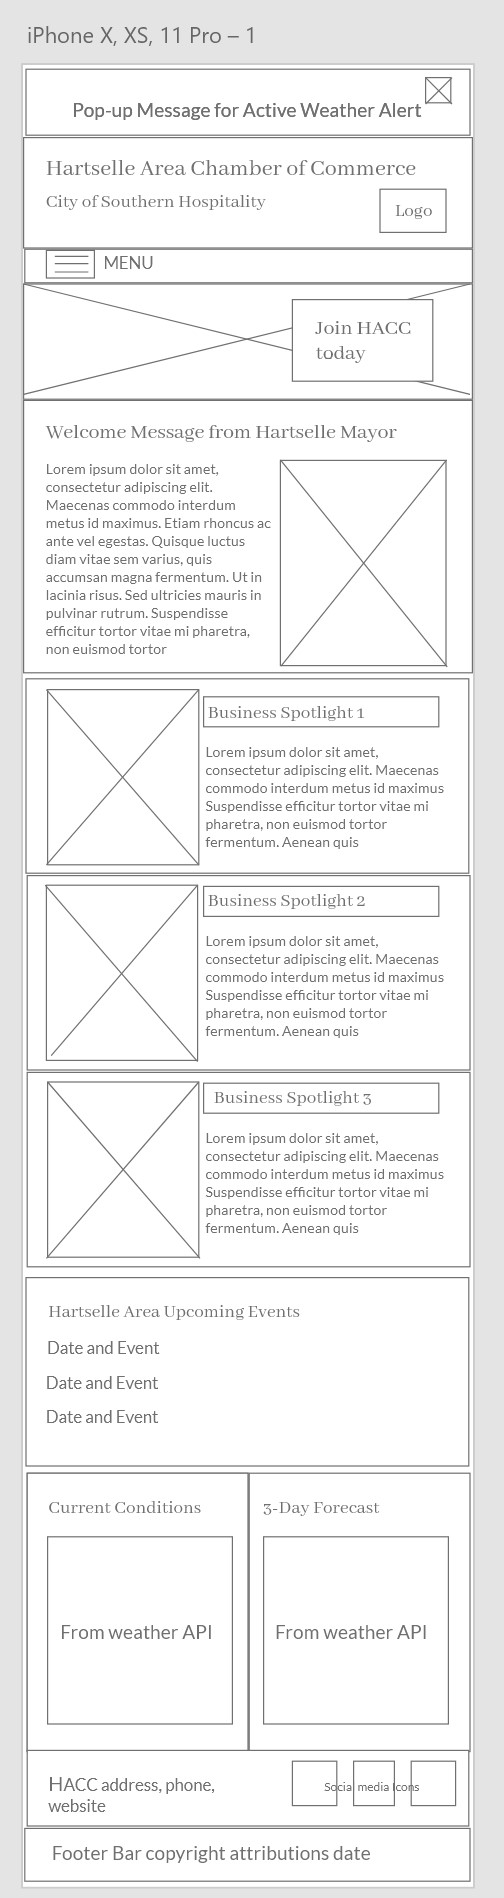 iPhone X, XS, 11 Pro – 1
Pop-up Message for Active Weather Alert
Hartselle Area Chamber of Commerce
City of Southern Hospitality
Logo
MENU
Join HACC
today
Welcome Message from Hartselle Mayor
Lorem ipsum dolor sit amet,
consectetur adipiscing elit.
Maecenas commodo interdum
metus id maximus. Etiam rhoncus ac
ante vel egestas. Quisque luctus
diam vitae sem varius, quis
accumsan magna fermentum. Ut in
lacinia risus. Sed ultricies mauris in
pulvinar rutrum. Suspendisse
efficitur tortor vitae mi pharetra,
non euismod tortor
Business Spotlight 1
Lorem ipsum dolor sit amet,
consectetur adipiscing elit. Maecenas
commodo interdum metus id maximus
Suspendisse efficitur tortor vitae mi
pharetra, non euismod tortor
fermentum. Aenean quis
Business Spotlight 2
Lorem ipsum dolor sit amet,
consectetur adipiscing elit. Maecenas
commodo interdum metus id maximus
Suspendisse efficitur tortor vitae mi
pharetra, non euismod tortor
fermentum. Aenean quis
Business Spotlight 3
Lorem ipsum dolor sit amet,
consectetur adipiscing elit. Maecenas
commodo interdum metus id maximus
Suspendisse efficitur tortor vitae mi
pharetra, non euismod tortor
fermentum. Aenean quis
Hartselle Area Upcoming Events
Date and Event
Date and Event
Date and Event
Current Conditions
From weather API
3-Day Forecast
From weather API
HACC address, phone,
website
Social media Icons
Footer Bar copyright attributions date